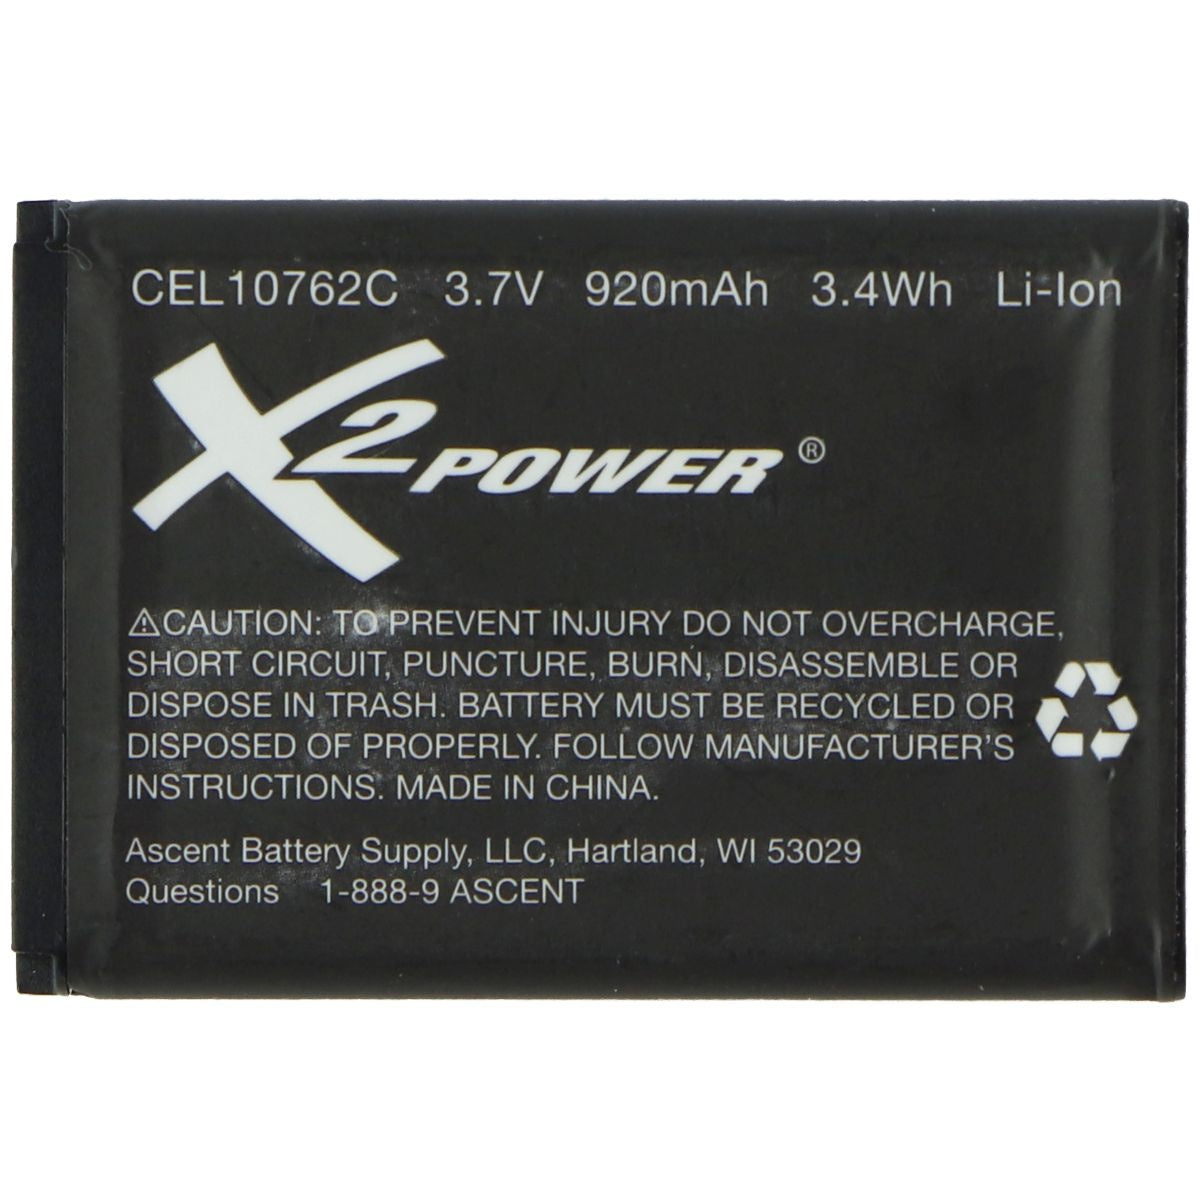 CEL10762C 3.7V 920mAh 3.4Wh Li-Ion
X2POWER®
⚠CAUTION: TO PREVENT INJURY DO NOT OVERCHARGE,
SHORT CIRCUIT, PUNCTURE, BURN, DISASSEMBLE OR
DISPOSE IN TRASH. BATTERY MUST BE RECYCLED OR
DISPOSED OF PROPERLY. FOLLOW MANUFACTURER'S
INSTRUCTIONS. MADE IN CHINA.
Ascent Battery Supply, LLC, Hartland, WI 53029
Questions 1-888-9 ASCENT